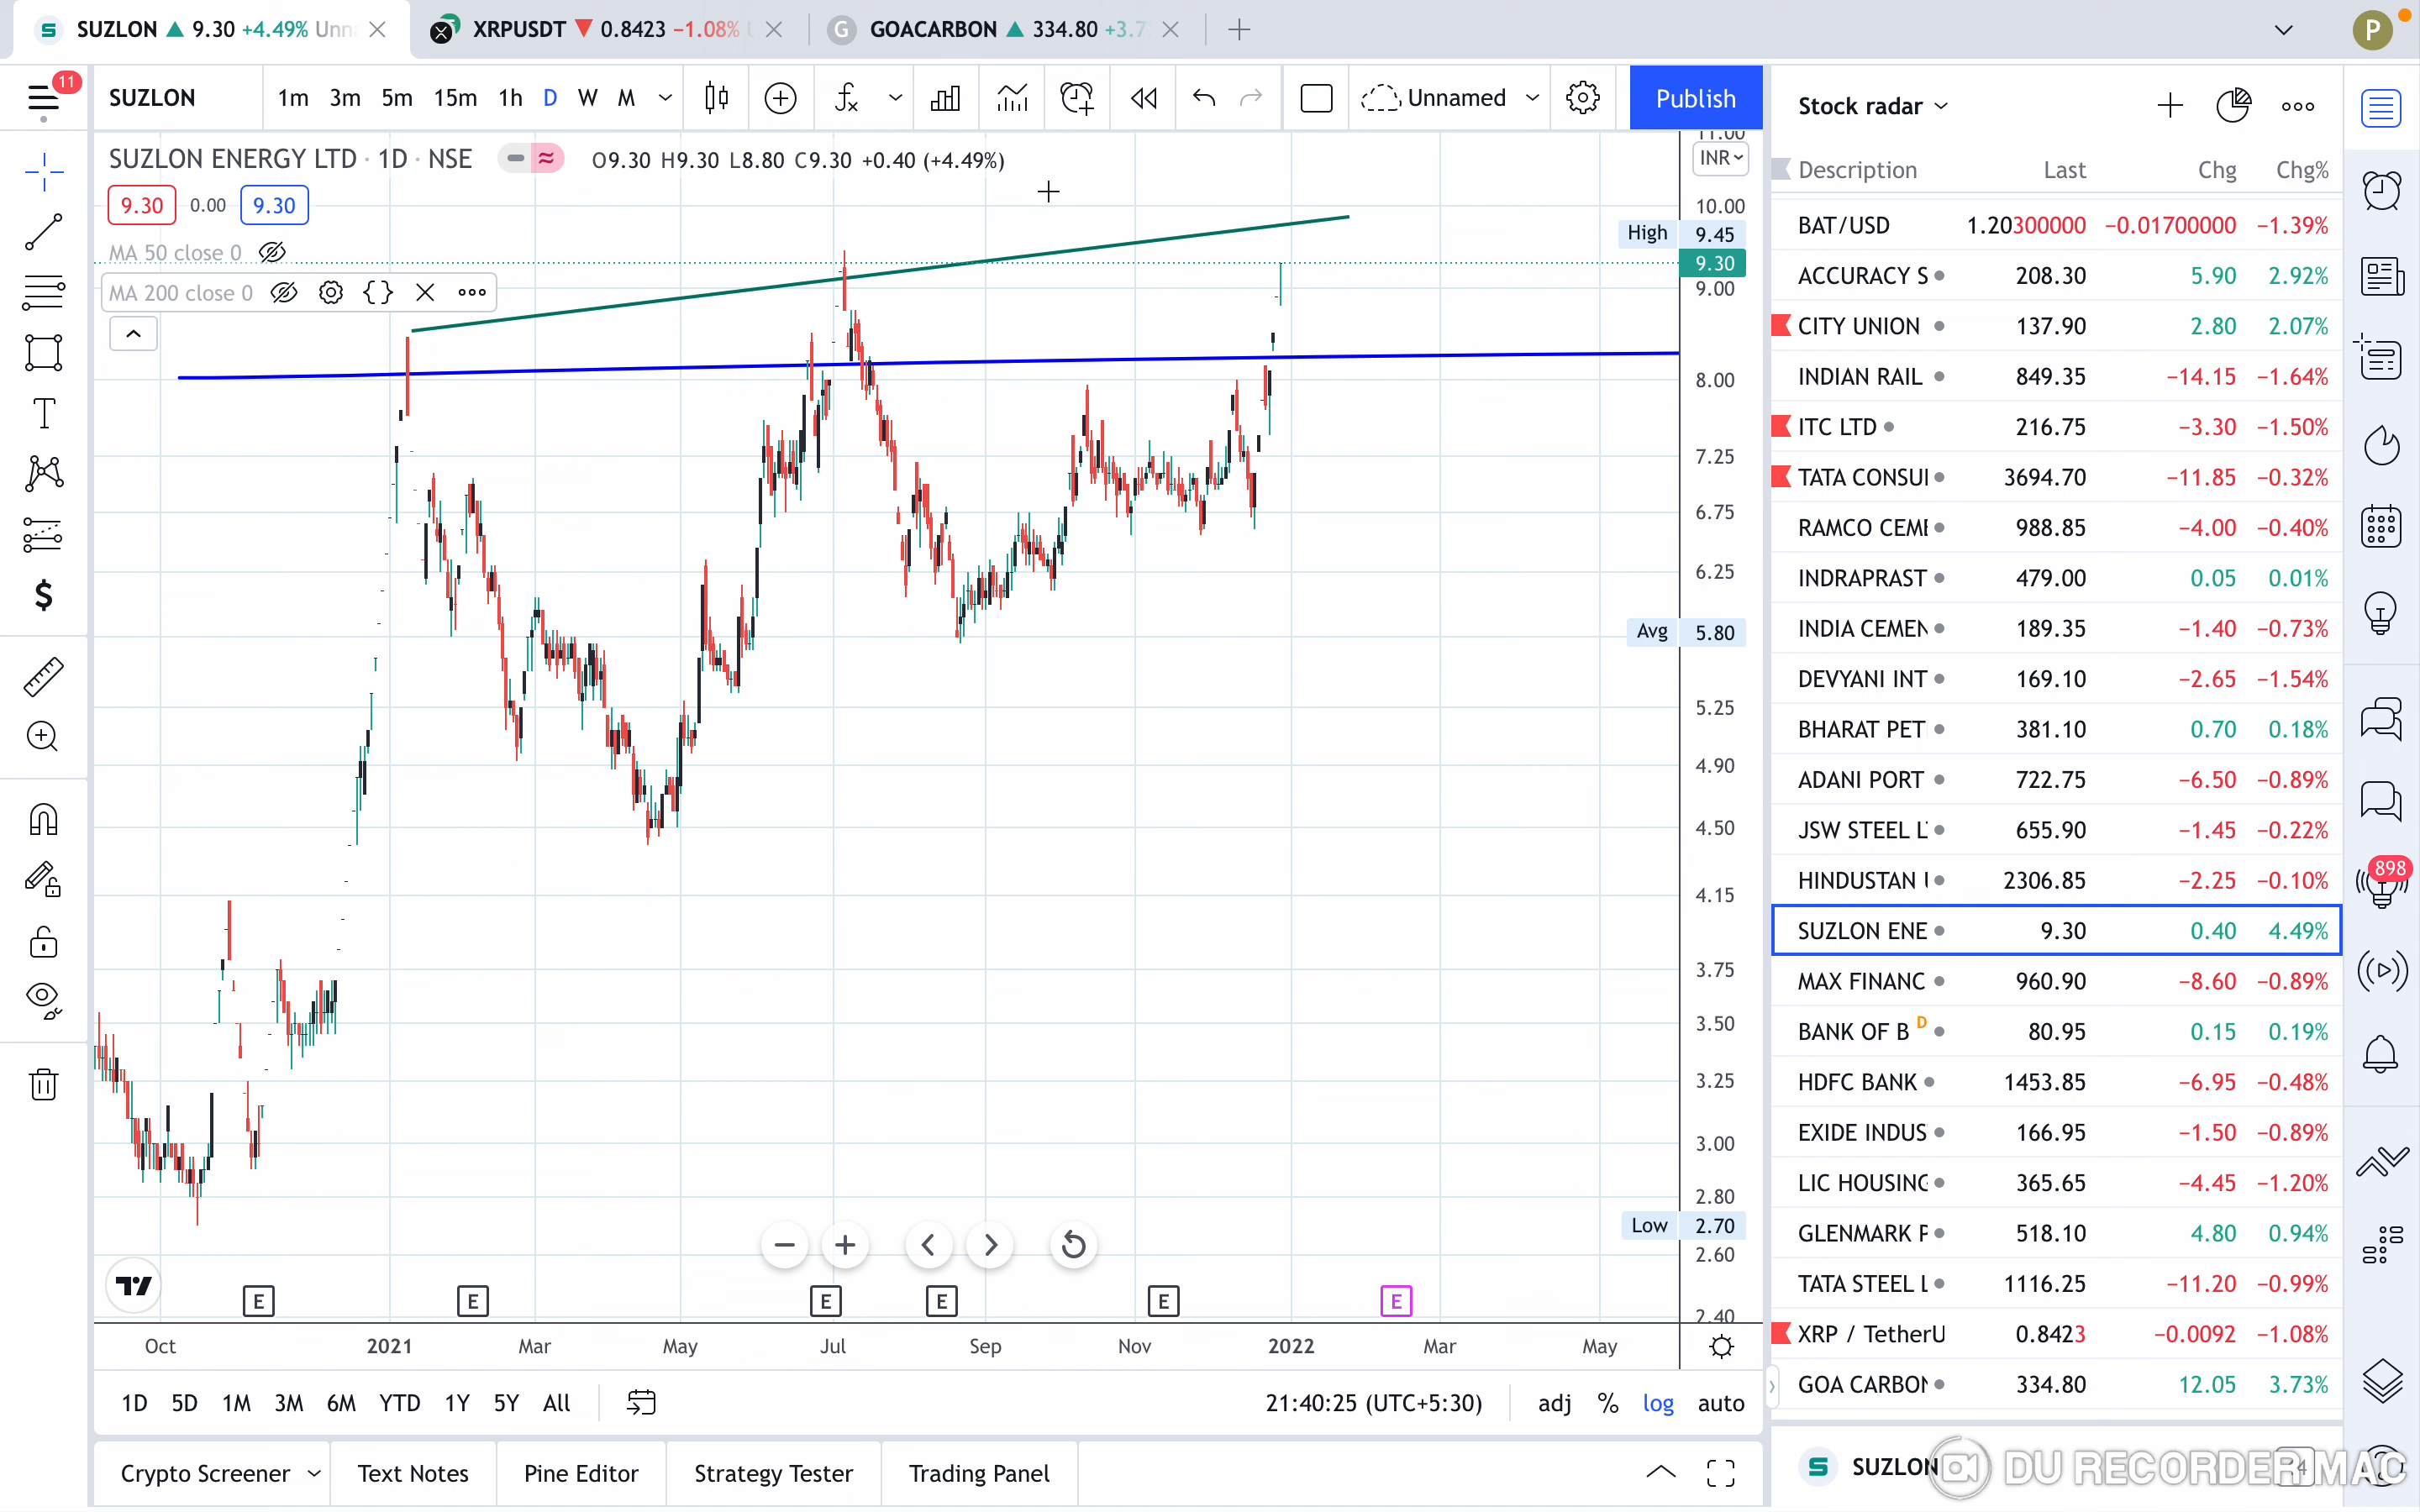 SUZLON 9.30 +4.49% Unn
XRPUSDT 0.8423 −1.08%
GOACARBON 334.80 +3.7
P
11
SUZLON
1m 3m 5m 15m 1h D W M
Unnamed
Publish
SUZLON ENERGY LTD · 1D · NSE
O9.30 H9.30 L8.80 C9.30 +0.40 (+4.49%)
9.30 0.00 9.30
MA 50 close 0
MA 200 close 0
11.00
INR
10.00
High 9.45
9.30
9.00
8.00
7.25
6.75
6.25
Avg 5.80
5.25
4.90
4.50
4.15
3.75
3.50
3.25
3.00
2.80
Low 2.70
2.60
2.40
E E E E E E
Oct 2021 Mar May Jul Sep Nov 2022 Mar May
1D 5D 1M 3M 6M YTD 1Y 5Y All
21:40:25 (UTC+5:30) adj % log auto
Crypto Screener Text Notes Pine Editor Strategy Tester Trading Panel
Stock radar
Description Last Chg Chg%
BAT/USD 1.20300000 −0.01700000 −1.39%
ACCURACY S 208.30 5.90 2.92%
CITY UNION 137.90 2.80 2.07%
INDIAN RAIL 849.35 −14.15 −1.64%
ITC LTD 216.75 −3.30 −1.50%
TATA CONSU 3694.70 −11.85 −0.32%
RAMCO CEM 988.85 −4.00 −0.40%
INDRAPRAST 479.00 0.05 0.01%
INDIA CEMEN 189.35 −1.40 −0.73%
DEVYANI INT 169.10 −2.65 −1.54%
BHARAT PET 381.10 0.70 0.18%
ADANI PORT 722.75 −6.50 −0.89%
JSW STEEL L 655.90 −1.45 −0.22%
HINDUSTAN 2306.85 −2.25 −0.10%
SUZLON ENE 9.30 0.40 4.49%
MAX FINANC 960.90 −8.60 −0.89%
BANK OF B D 80.95 0.15 0.19%
HDFC BANK 1453.85 −6.95 −0.48%
EXIDE INDUS 166.95 −1.50 −0.89%
LIC HOUSING 365.65 −4.45 −1.20%
GLENMARK P 518.10 4.80 0.94%
TATA STEEL L 1116.25 −11.20 −0.99%
XRP / TetherU 0.8423 −0.0092 −1.08%
GOA CARBON 334.80 12.05 3.73%
SUZLON
DU RECORDER MAC
898